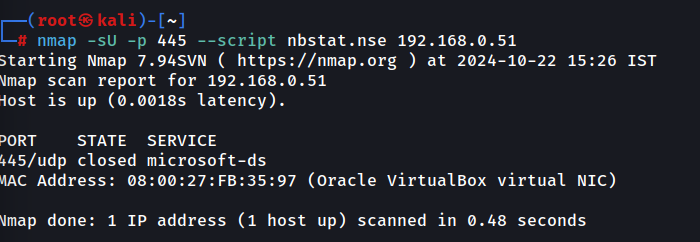 ┌──(root㉿kali)-[~]
└─# nmap -sU -p 445 --script nbstat.nse 192.168.0.51
Starting Nmap 7.94SVN ( https://nmap.org ) at 2024-10-22 15:26 IST
Nmap scan report for 192.168.0.51
Host is up (0.0018s latency).
PORT    STATE  SERVICE
445/udp closed microsoft-ds
MAC Address: 08:00:27:FB:35:97 (Oracle VirtualBox virtual NIC)
Nmap done: 1 IP address (1 host up) scanned in 0.48 seconds